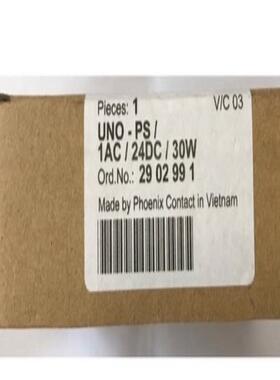 Pieces: 1 V/C 03
UNO - PS /
1AC / 24DC / 30W
Ord.No.: 29 02 99 1
Made by Phoenix Contact in Vietnam